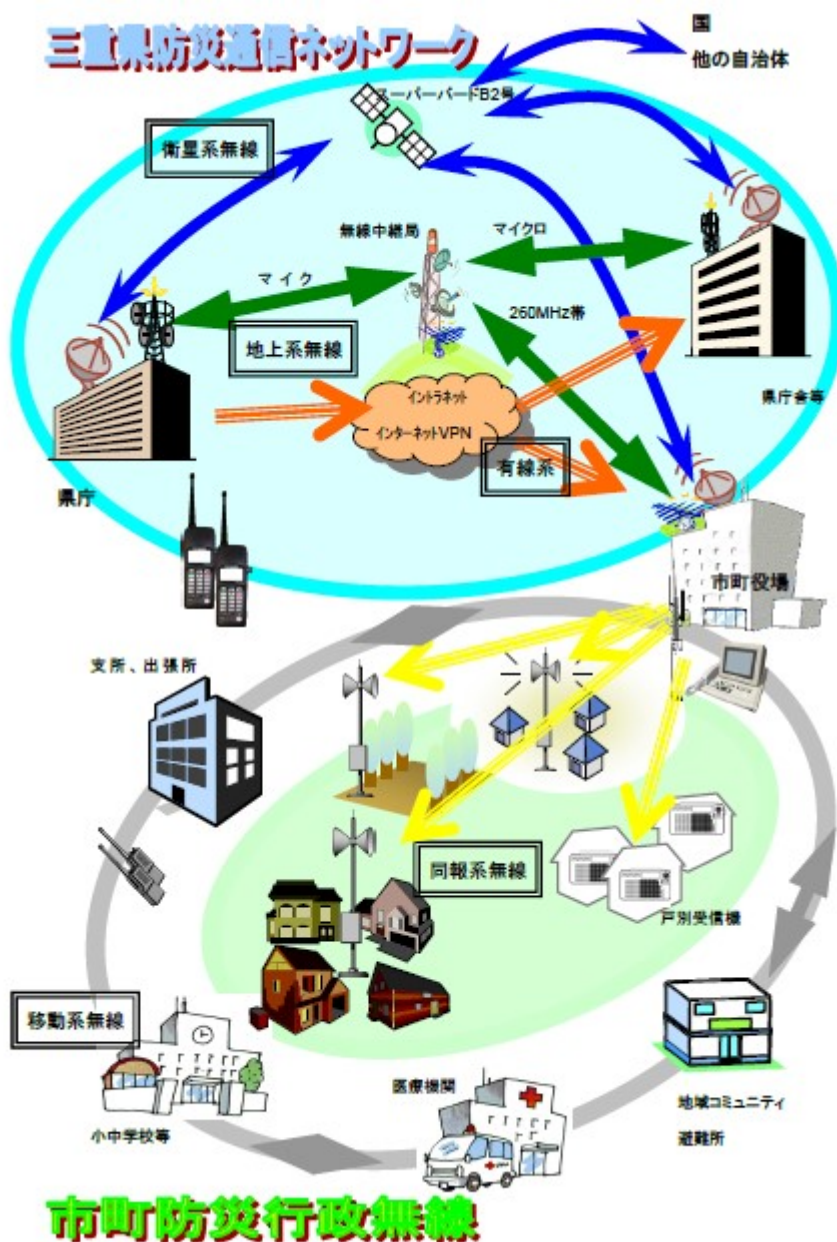 三重県防災通信ネットワーク
国
他の自治体
スーパーバードB2号
衛星系無線
無線中継局
マイクロ
マイク
260MHz帯
地上系無線
イントラネット
インターネットVPN
有線系
県庁舎等
県庁
市町役場
支所、出張所
同報系無線
戸別受信機
移動系無線
小中学校等
医療機関
地域コミュニティ
避難所
市町防災行政無線